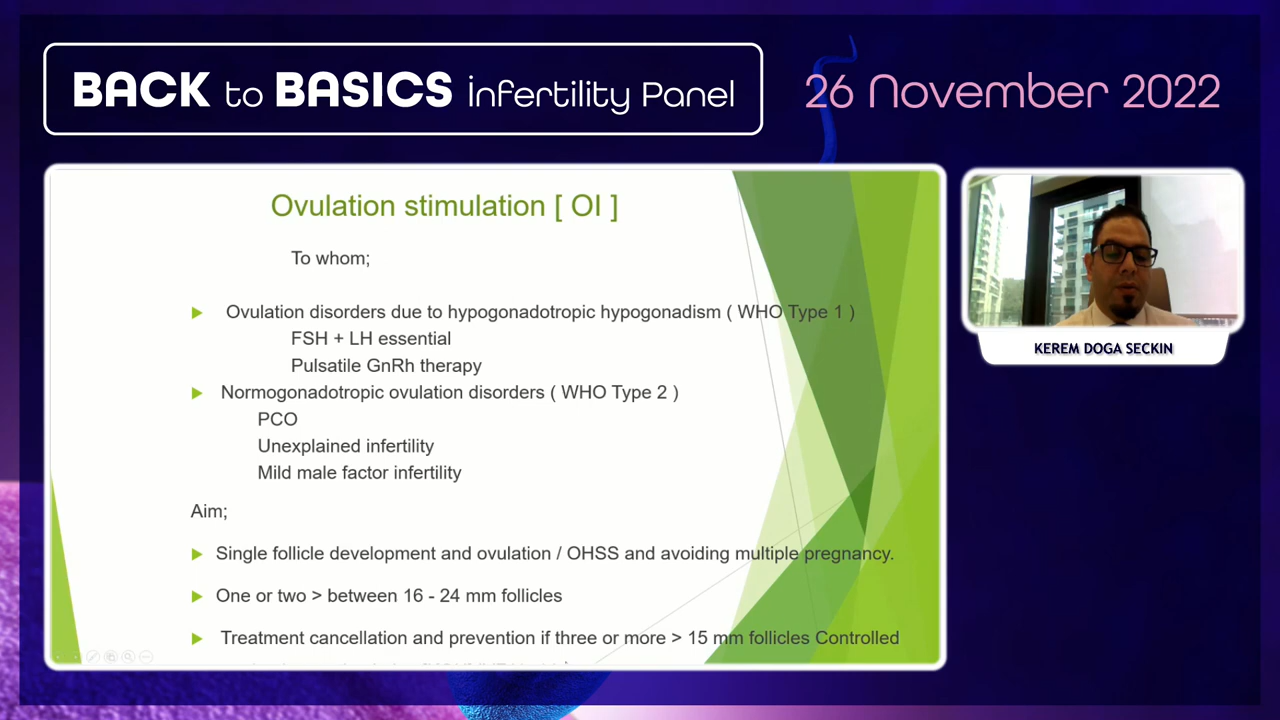 BACK to BASICS infertility Panel
26 November 2022
Ovulation stimulation [ OI ]
To whom;
Ovulation disorders due to hypogonadotropic hypogonadism ( WHO Type 1 )
FSH + LH essential
Pulsatile GnRh therapy
Normogonadotropic ovulation disorders ( WHO Type 2 )
PCO
Unexplained infertility
Mild male factor infertility
Aim;
Single follicle development and ovulation / OHSS and avoiding multiple pregnancy.
One or two > between 16 - 24 mm follicles
Treatment cancellation and prevention if three or more > 15 mm follicles Controlled
KEREM DOGA SECKIN